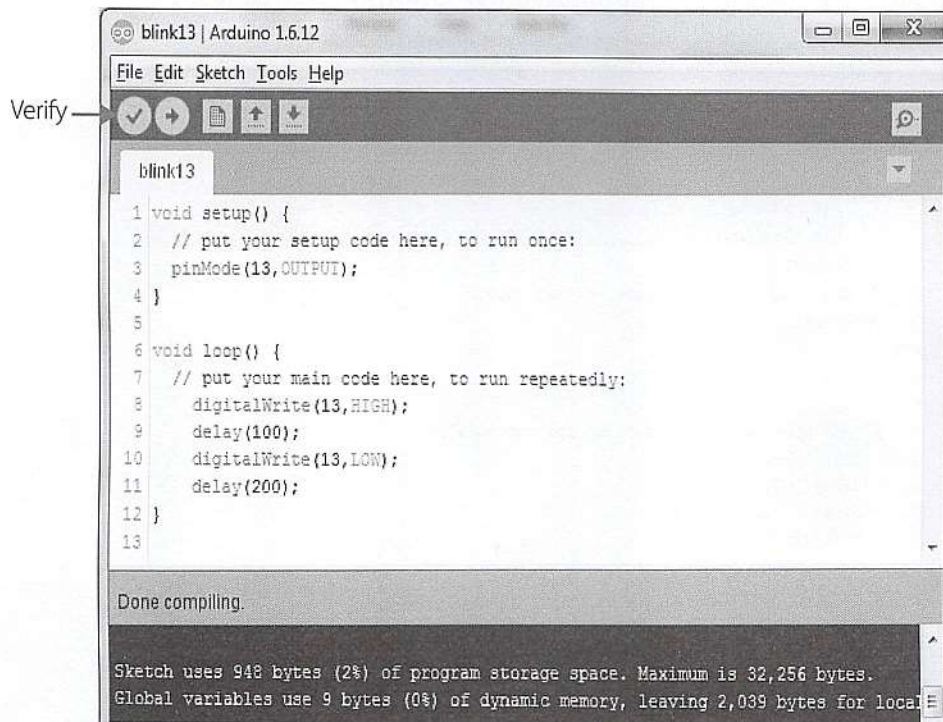 blink13 | Arduino 1.6.12
File Edit Sketch Tools Help
Verify
blink13
1 void setup() {
2 // put your setup code here, to run once:
3 pinMode(13,OUTPUT);
4 }
5
6 void loop() {
7 // put your main code here, to run repeatedly:
8 digitalWrite(13,HIGH);
9 delay(100);
10 digitalWrite(13,LOW);
11 delay(200);
12 }
13
Done compiling.
Sketch uses 948 bytes (2%) of program storage space. Maximum is 32,256 bytes.
Global variables use 9 bytes (0%) of dynamic memory, leaving 2,039 bytes for local